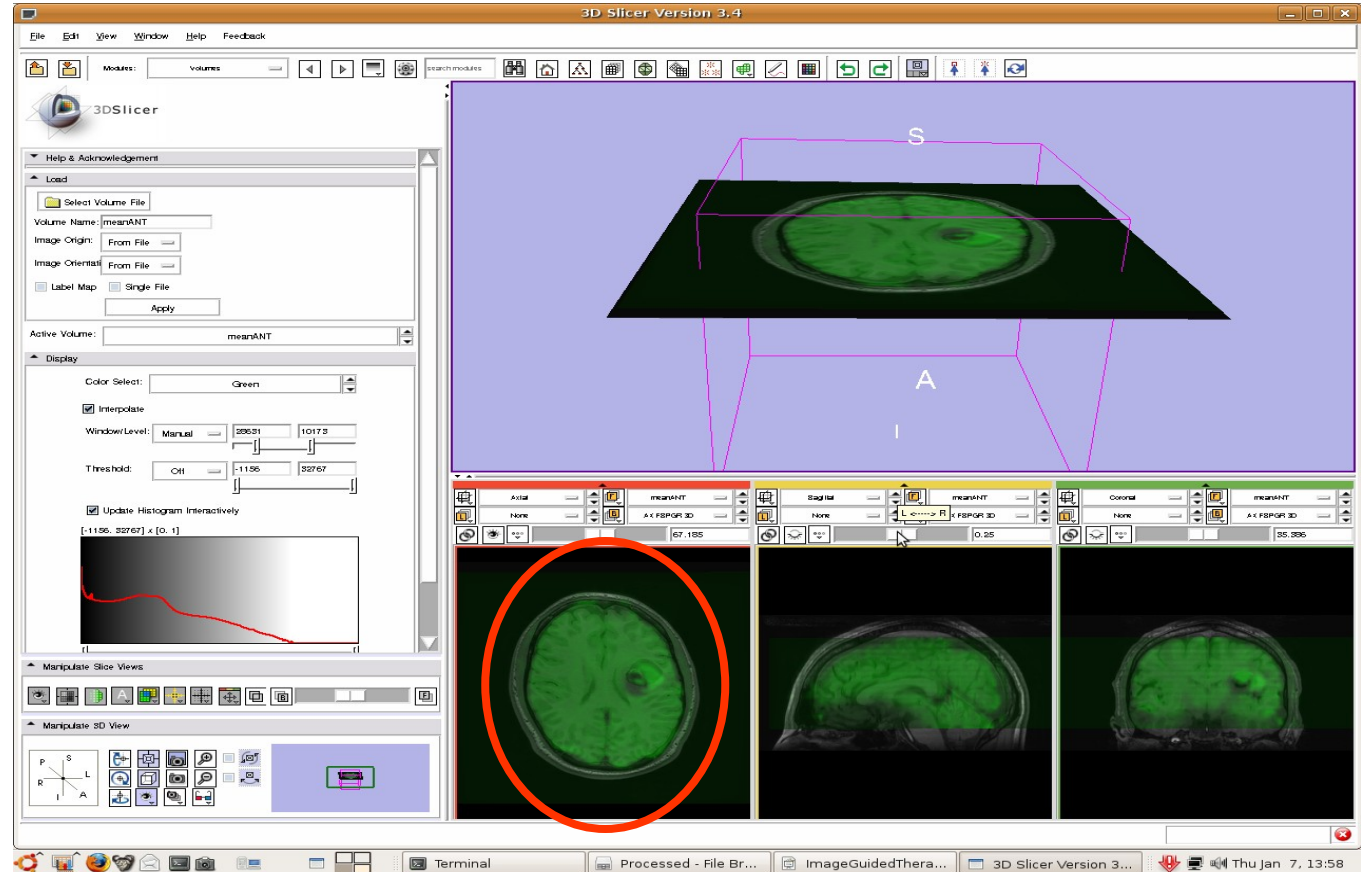 3D Slicer Version 3.4
File Edit View Window Help Feedback
Modules: Volumes search modules
3DSlicer
Help & Acknowledgement
Load
Select Volume File
Volume Name: meanANT
Image Origin: From File
Image Orientati From File
Label Map Single File
Apply
Active Volume: meanANT
Display
Color Select: Green
Interpolate
Window/Level: Manual 28631 10173
Threshold: Off -1156 32767
Update Histogram Interactively
[-1156, 32767] x [0, 1]
Manipulate Slice Views
A B F
Manipulate 3D View
P S
R L
I A
S
A
I
Axial F meanANT
L None B AX FSPGR 3D
67.185
Sagittal F meanANT
L None L <-----> R X FSPGR 3D
0.25
Coronal F meanANT
L None B AX FSPGR 3D
35.386
Terminal Processed - File Br... ImageGuidedThera... 3D Slicer Version 3... Thu Jan 7, 13:58